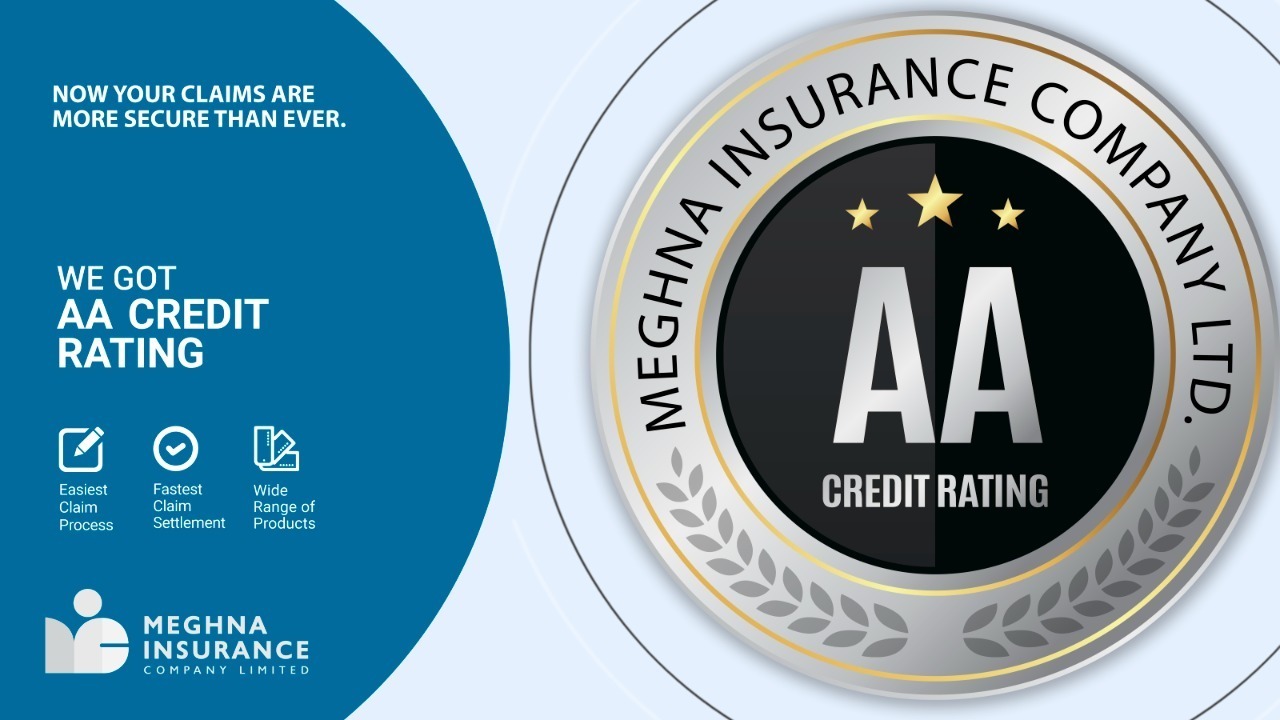 NOW YOUR CLAIMS ARE
MORE SECURE THAN EVER.
WE GOT
AA CREDIT
RATING
Easiest
Claim
Process
Fastest
Claim
Settlement
Wide
Range of
Products
MEGHNA
INSURANCE
COMPANY LIMITED
MEGHNA INSURANCE COMPANY LTD.
AA
CREDIT RATING